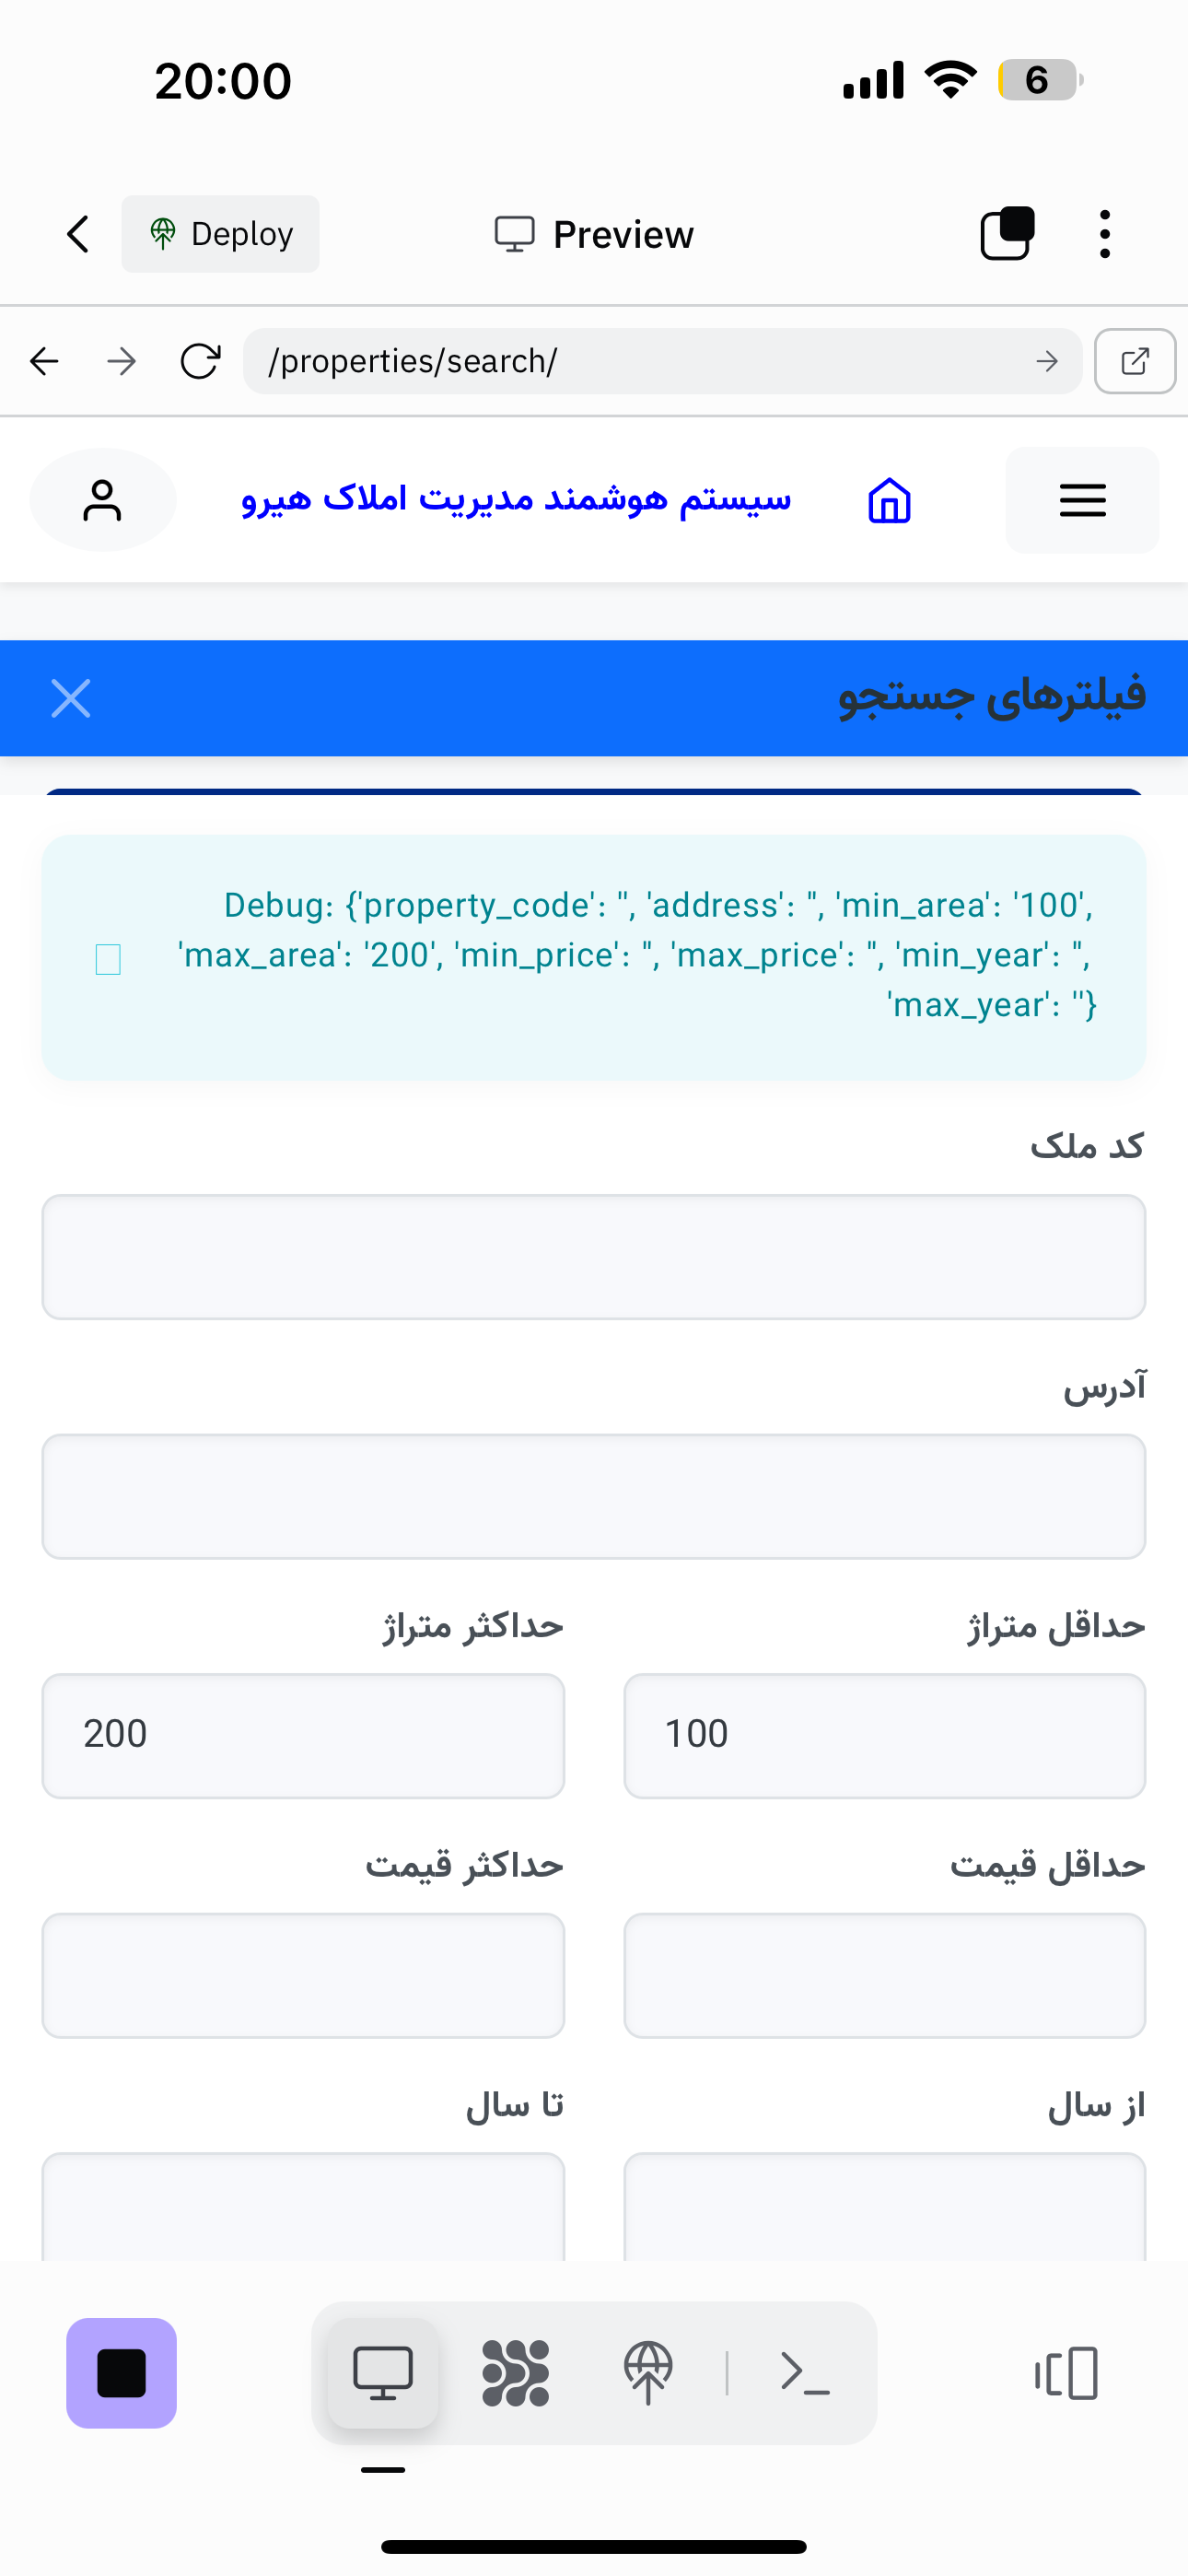 20:00
6
Deploy
Preview
/properties/search/
سیستم هوشمند مدیریت املاک هیرو
فیلترهای جستجو
Debug: {'property_code': '', 'address': '', 'min_area': '100',
'max_area': '200', 'min_price': '', 'max_price': '', 'min_year': '',
'max_year': ''}
کد ملک
آدرس
حداقل متراژ
حداکثر متراژ
100
200
حداقل قیمت
حداکثر قیمت
از سال
تا سال